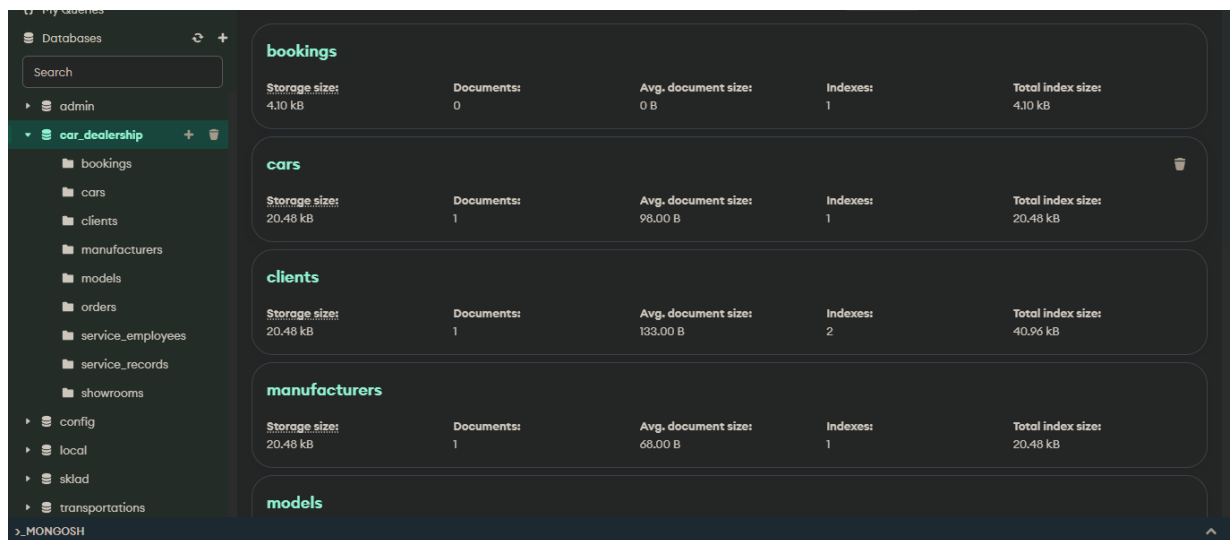 My Queries
Databases
Search
admin
car_dealership
bookings
cars
clients
manufacturers
models
orders
service_employees
service_records
showrooms
config
local
sklad
transportations
>_MONGOSH
bookings
Storage size: Documents: Avg. document size: Indexes: Total index size:
4.10 kB 0 0 B 1 4.10 kB
cars
Storage size: Documents: Avg. document size: Indexes: Total index size:
20.48 kB 1 98.00 B 1 20.48 kB
clients
Storage size: Documents: Avg. document size: Indexes: Total index size:
20.48 kB 1 133.00 B 2 40.96 kB
manufacturers
Storage size: Documents: Avg. document size: Indexes: Total index size:
20.48 kB 1 68.00 B 1 20.48 kB
models